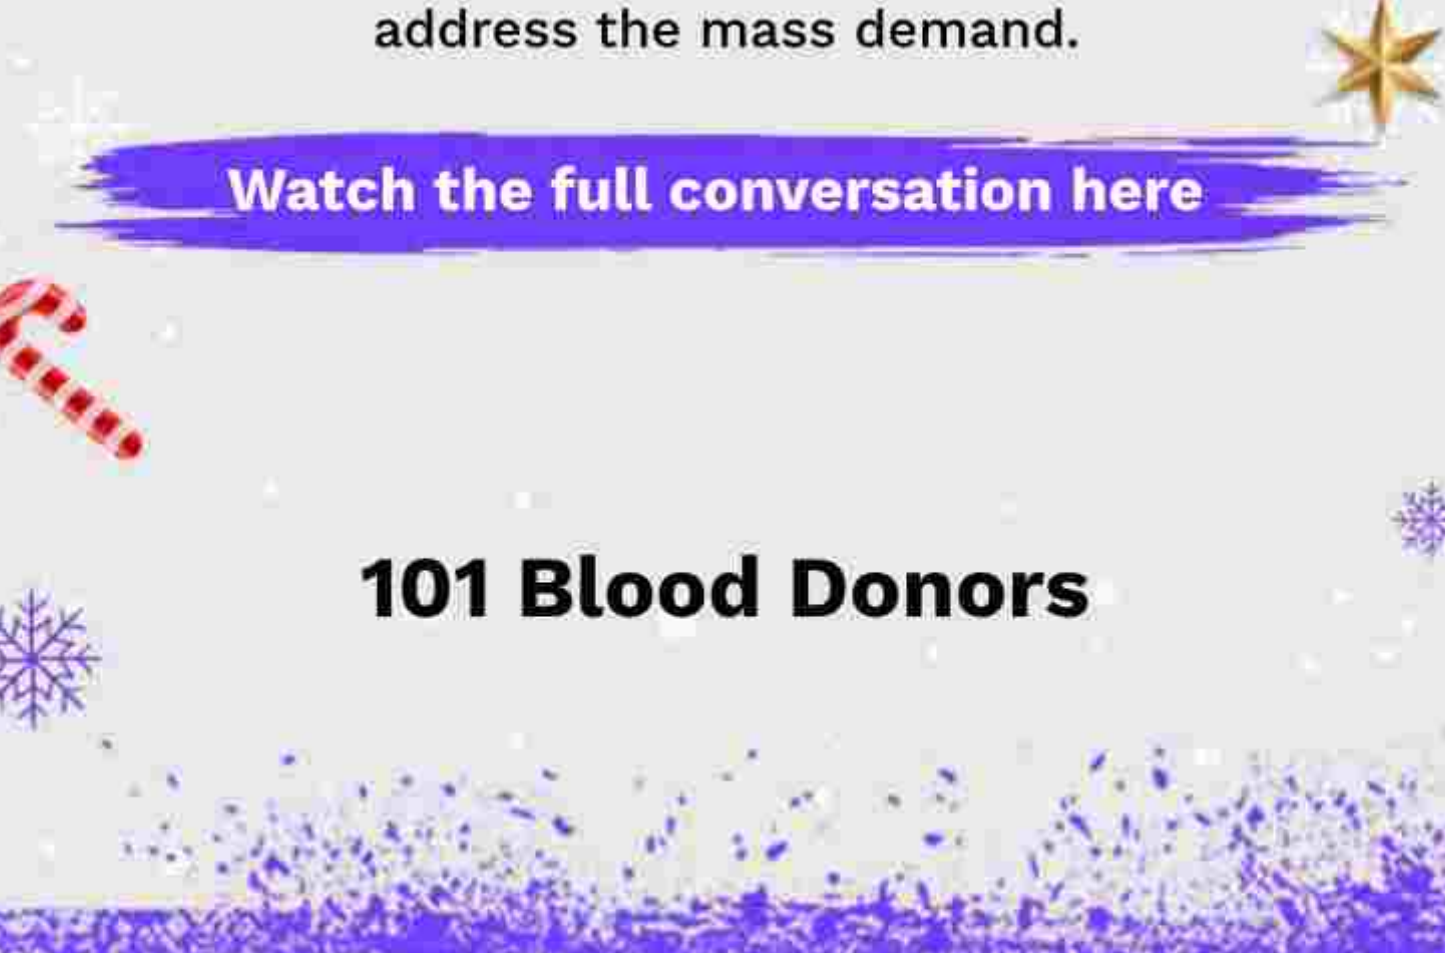 address the mass demand.
Watch the full conversation here
101 Blood Donors